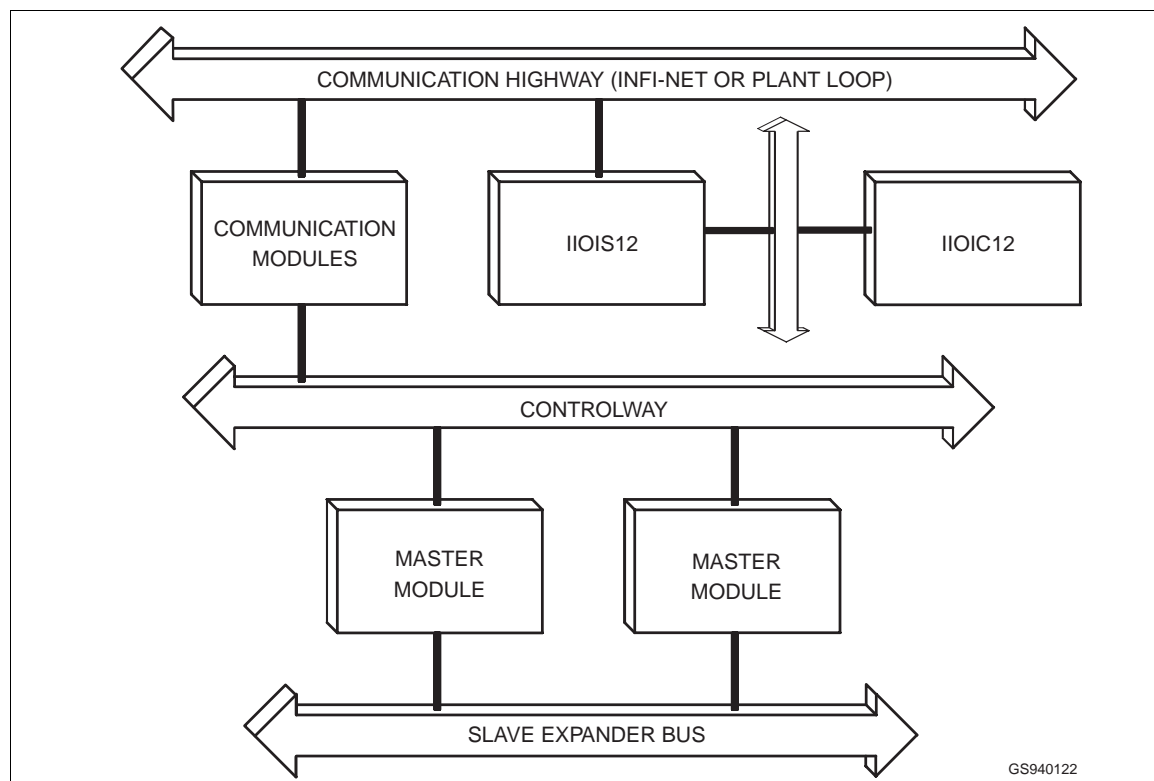 COMMUNICATION HIGHWAY (INFI-NET OR PLANT LOOP)
COMMUNICATION
MODULES
IIOIS12
IIOIC12
CONTROLWAY
MASTER
MODULE
MASTER
MODULE
SLAVE EXPANDER BUS
GS940122